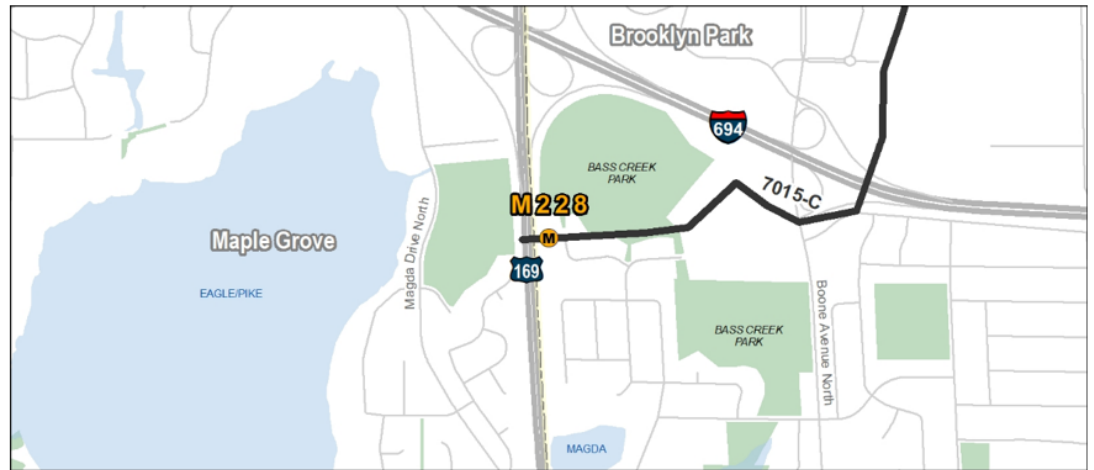 Brooklyn Park
694
BASS CREEK
PARK
7015-C
M228
M
Maple Grove
Magda Drive North
169
EAGLE/PIKE
Boone Avenue North
BASS CREEK
PARK
MAGDA